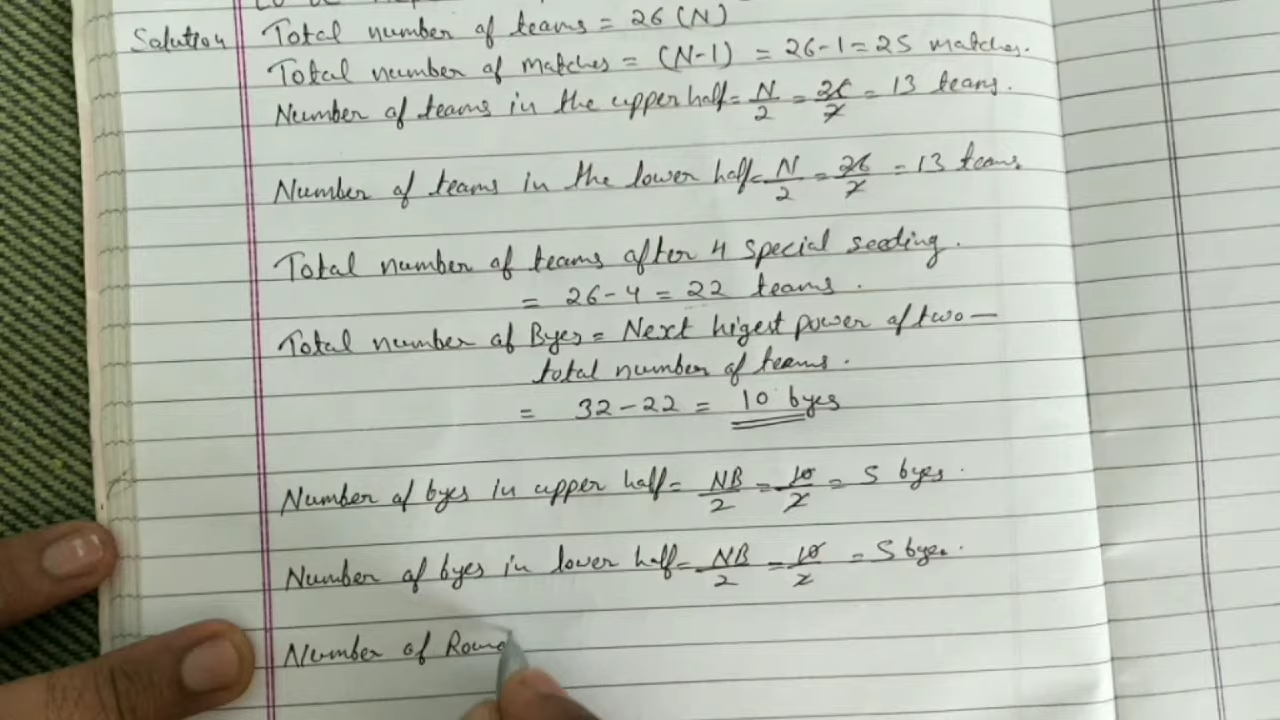 Solution Total number of teams = 26 (N)
Total number of matches = (N-1) = 26-1 = 25 matches.
Number of teams in the upper half = N/2 = 26/2 = 13 teams.
Number of teams in the lower half = N/2 = 26/2 = 13 teams.
Total number of teams after 4 special seeding.
= 26-4 = 22 teams.
Total number of Byes = Next higest power of two —
total number of teams.
= 32-22 = 10 byes
Number of byes in upper half = NB/2 = 10/2 = 5 byes.
Number of byes in lower half = NB/2 = 10/2 = 5 byes.
Number of Roun